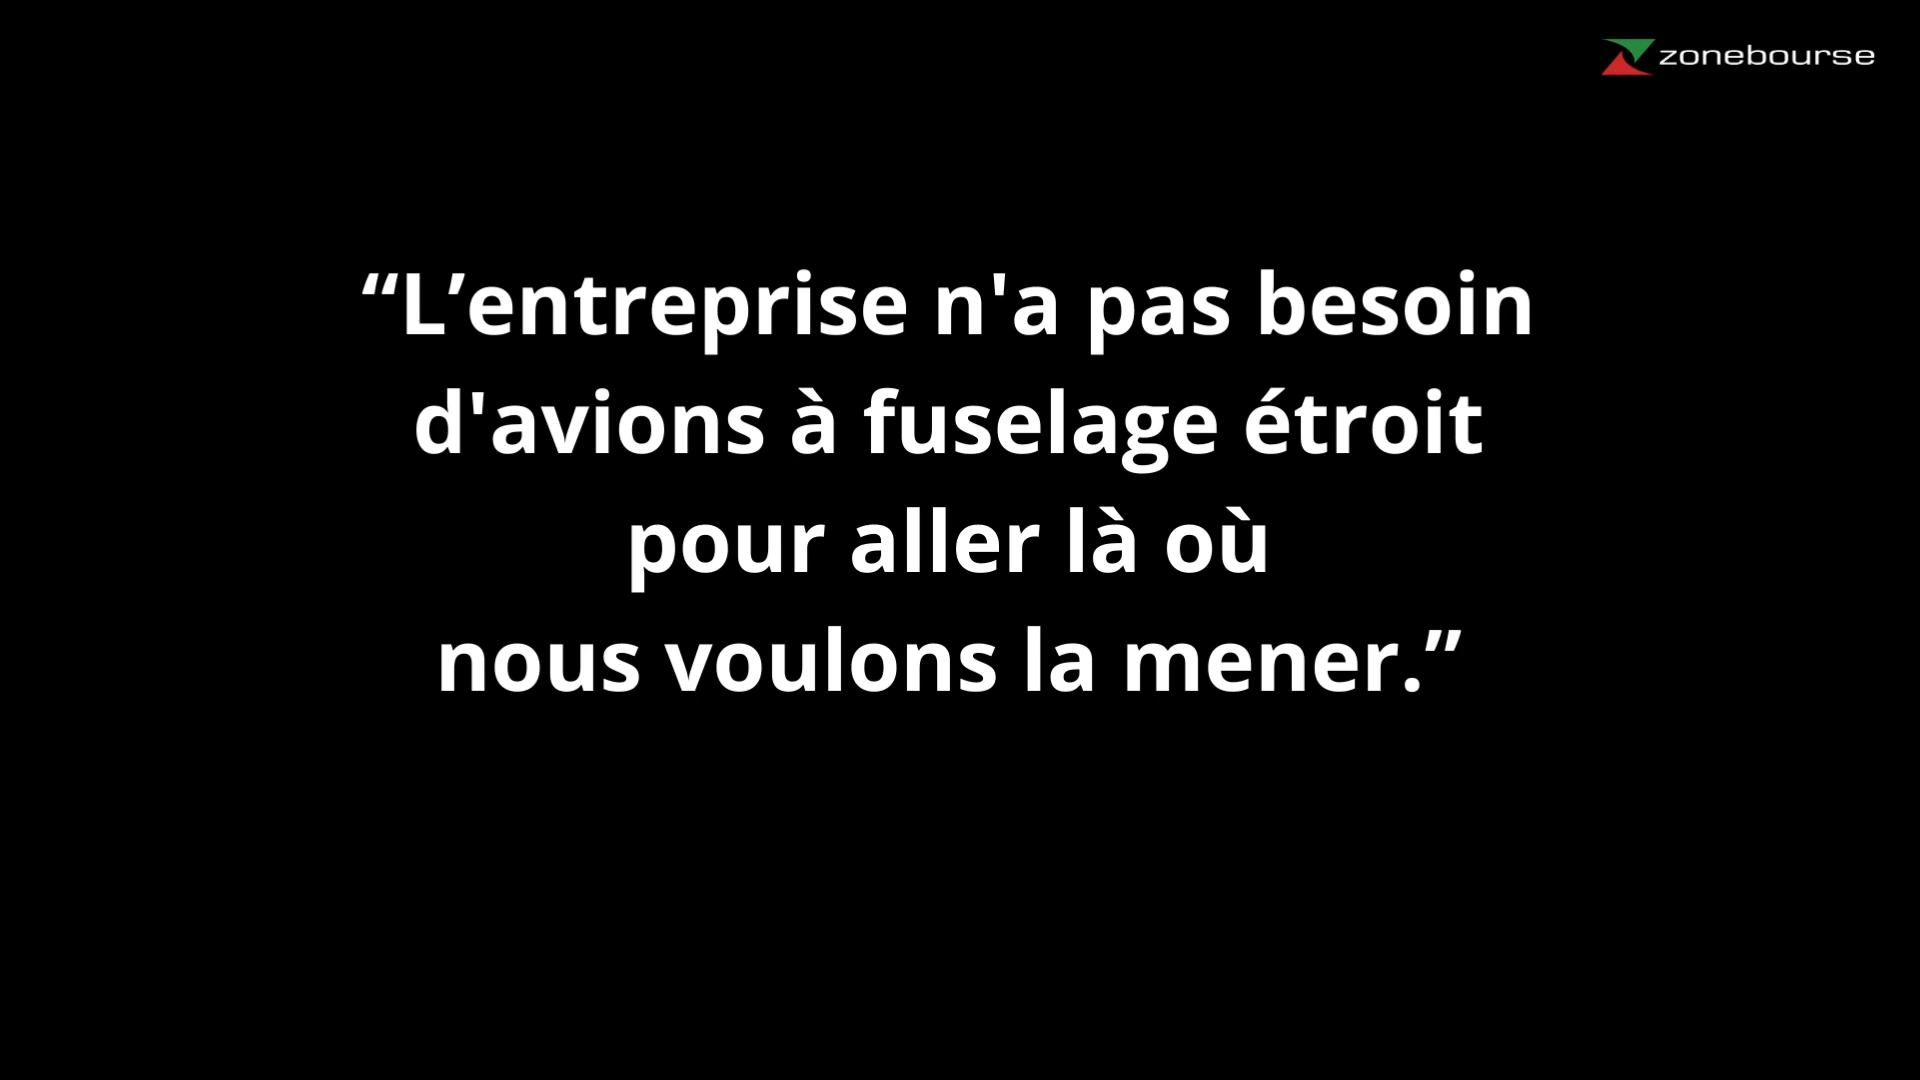 zonebourse
“L’entreprise n'a pas besoin
d'avions à fuselage étroit
pour aller là où
nous voulons la mener.”